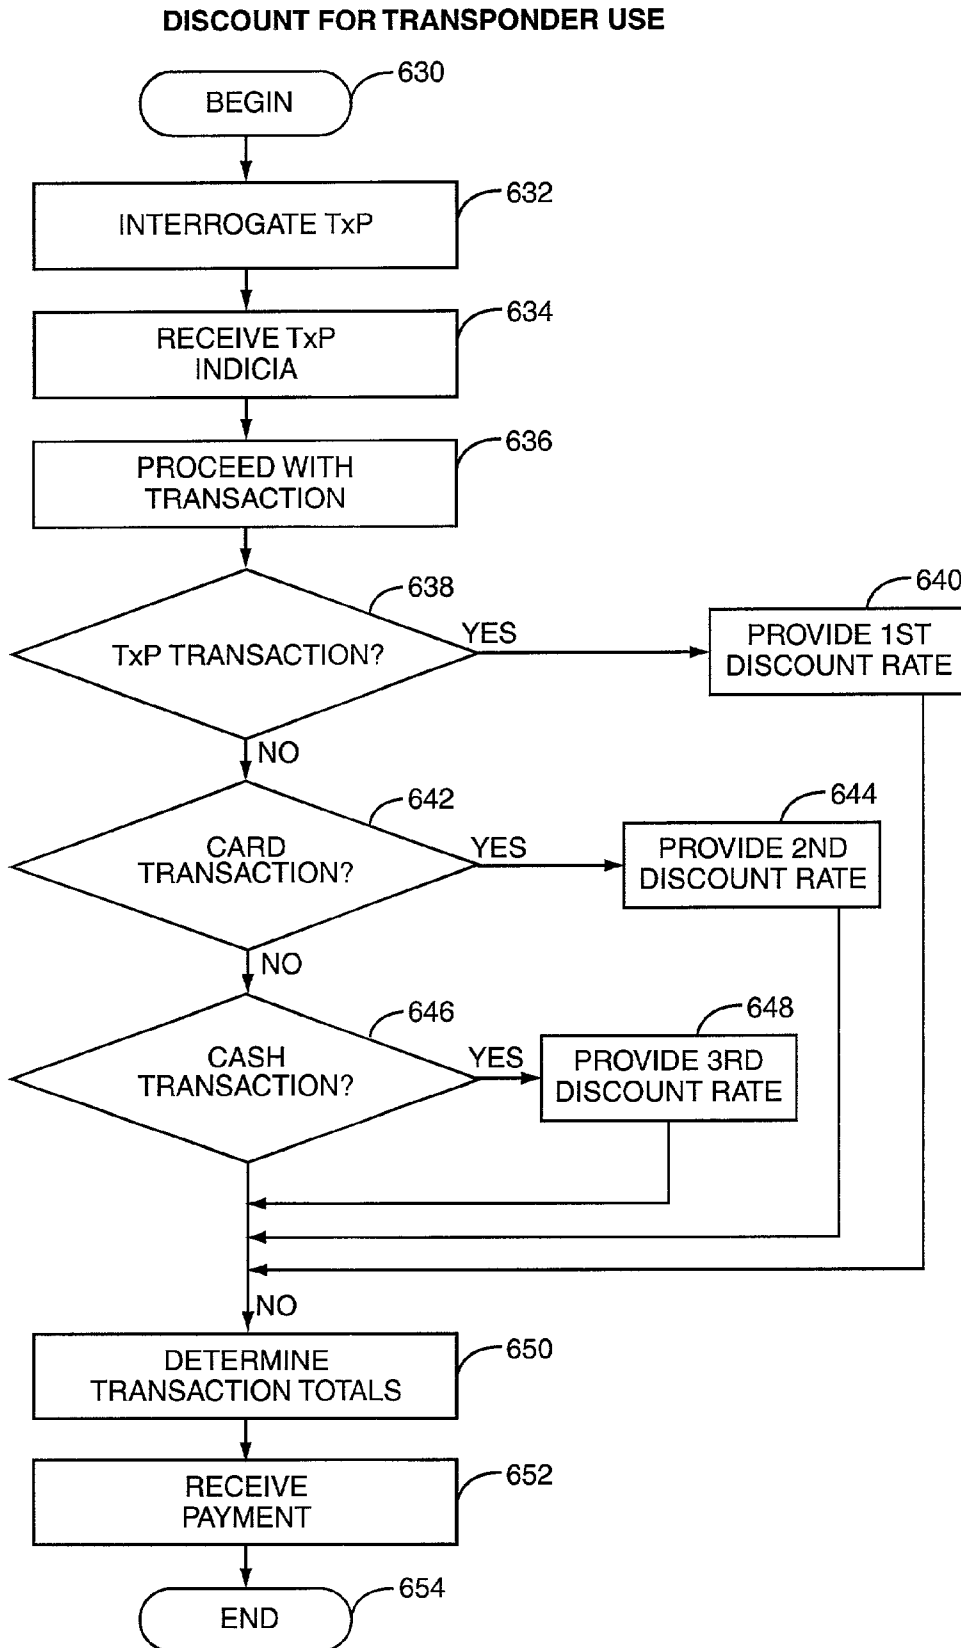 DISCOUNT FOR TRANSPONDER USE
630
BEGIN
632
INTERROGATE TxP
634
RECEIVE TxP
INDICIA
636
PROCEED WITH
TRANSACTION
638
TxP TRANSACTION?
YES
640
PROVIDE 1ST
DISCOUNT RATE
NO
642
CARD
TRANSACTION?
YES
644
PROVIDE 2ND
DISCOUNT RATE
NO
646
CASH
TRANSACTION?
YES
648
PROVIDE 3RD
DISCOUNT RATE
NO
650
DETERMINE
TRANSACTION TOTALS
652
RECEIVE
PAYMENT
654
END